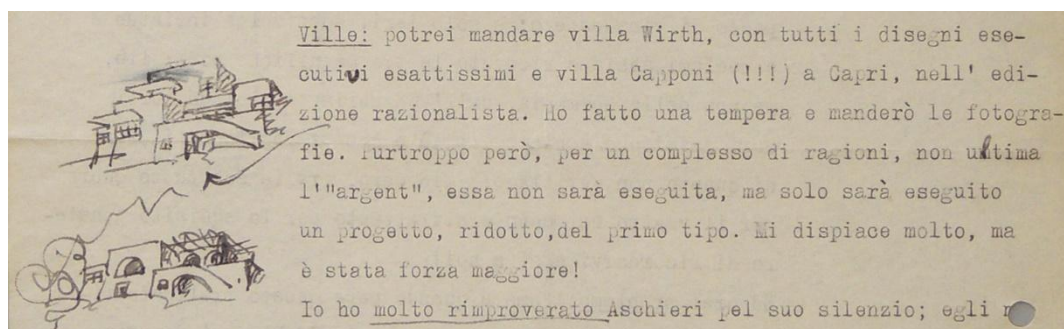 Ville: potrei mandare villa Wirth, con tutti i disegni ese-
cutivi esattissimi e villa Capponi (!!!) a Capri, nell' edi-
zione razionalista. Ho fatto una tempera e manderò le fotogra-
fie. Purtroppo però, per un complesso di ragioni, non ultima
l'"argent", essa non sarà eseguita, ma solo sarà eseguito
un progetto, ridotto,del primo tipo. Mi dispiace molto, ma
è stata forza maggiore!
Io ho molto rimproverato Aschieri pel suo silenzio; egli